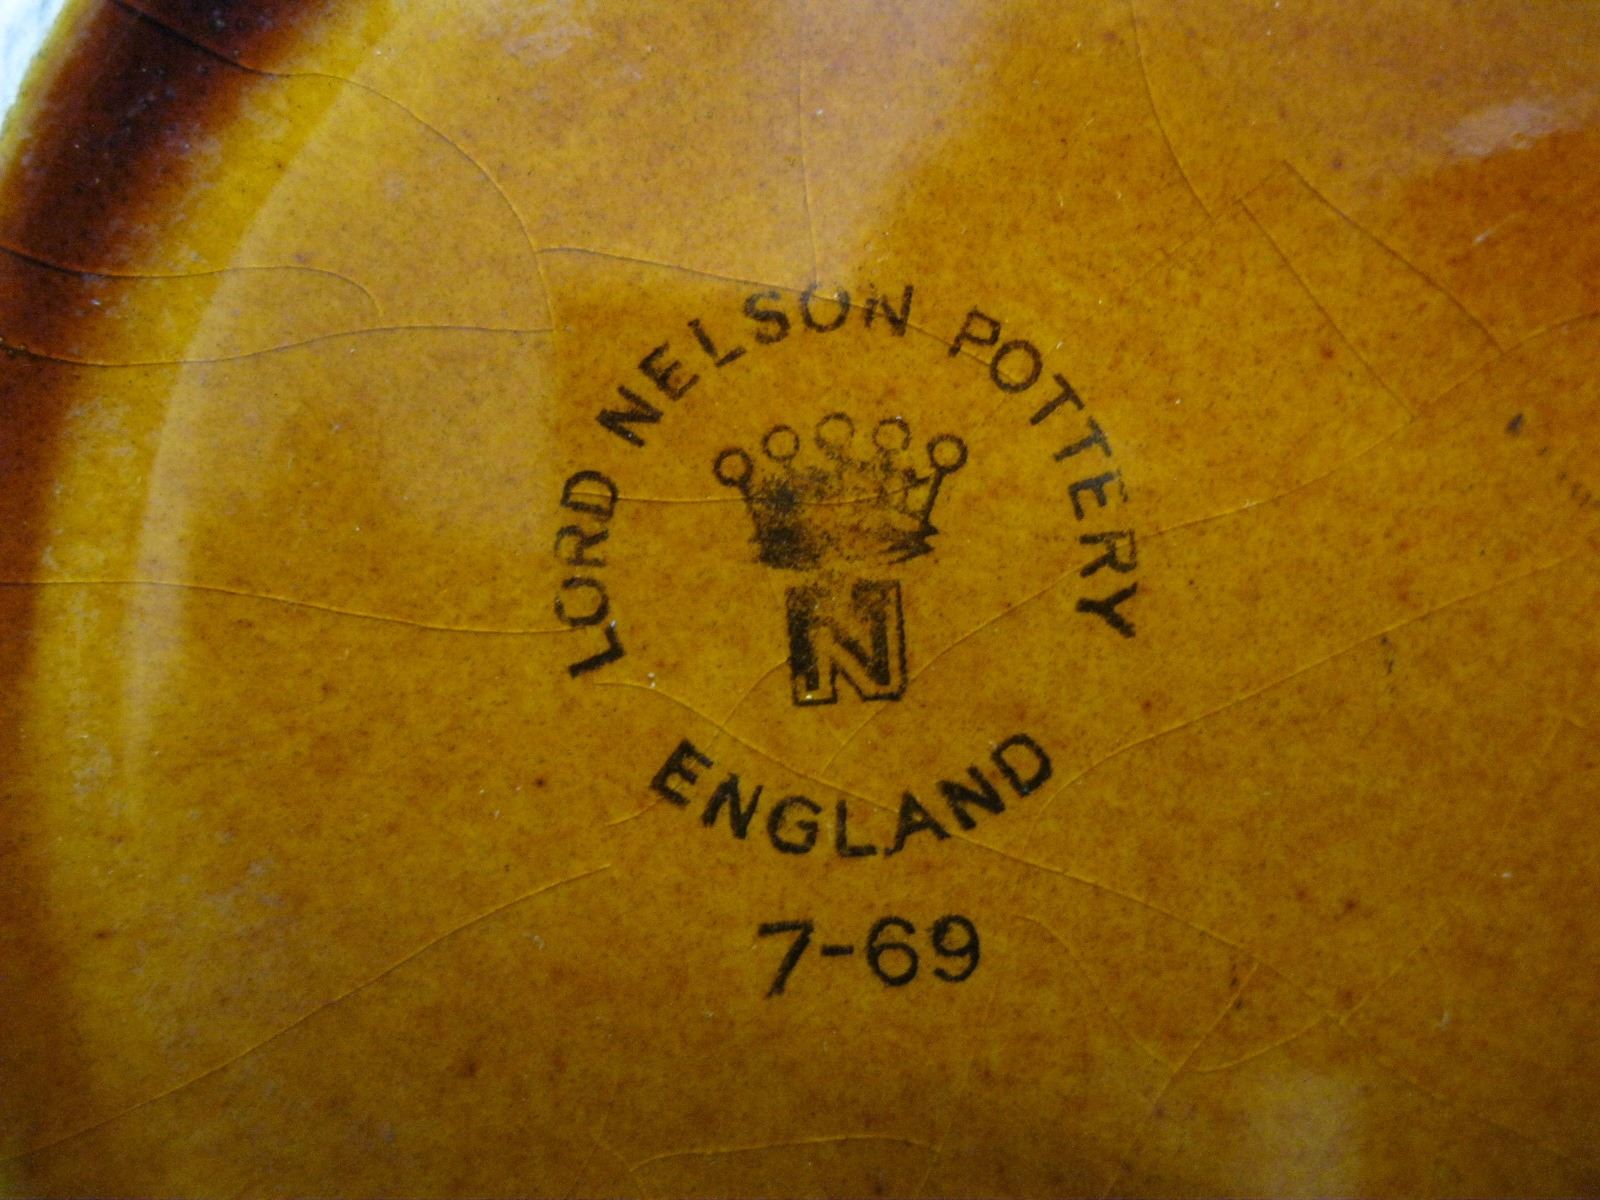 LORD NELSON POTTERY
N
ENGLAND
7-69